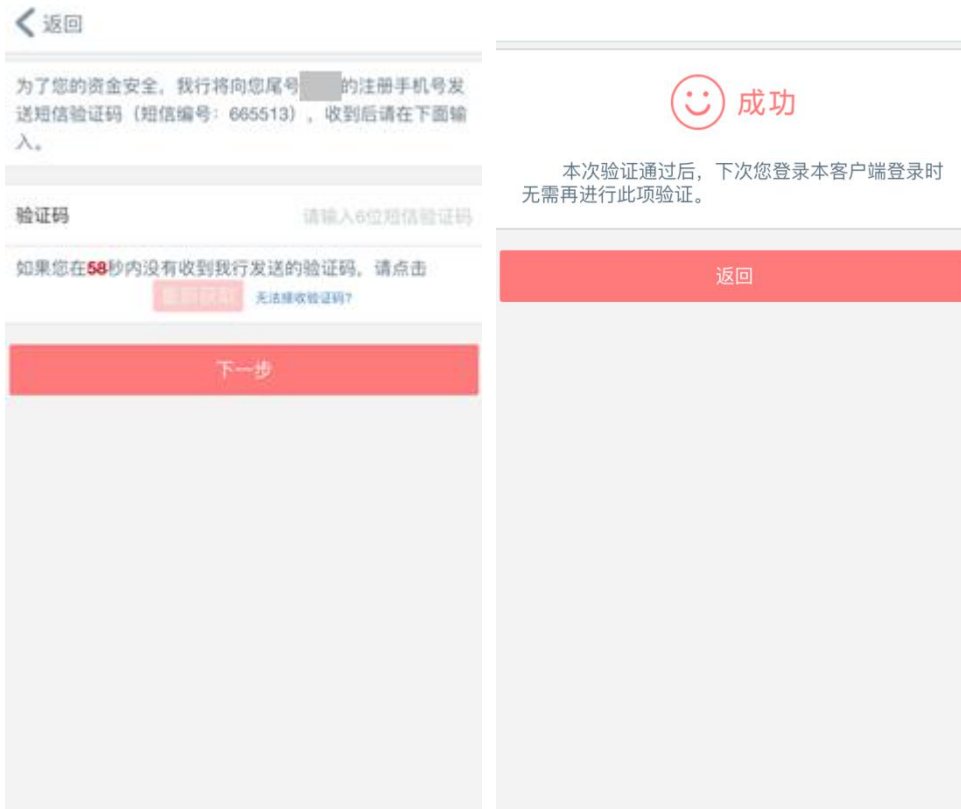 返回
为了您的资金安全，我行将向您尾号 的注册手机号发
送短信验证码（短信编号：665513），收到后请在下面输
入。
验证码 请输入6位短信验证码
如果您在58秒内没有收到我行发送的验证码，请点击
重新获取 无法接收验证码?
下一步
成功
本次验证通过后，下次您登录本客户端登录时
无需再进行此项验证。
返回